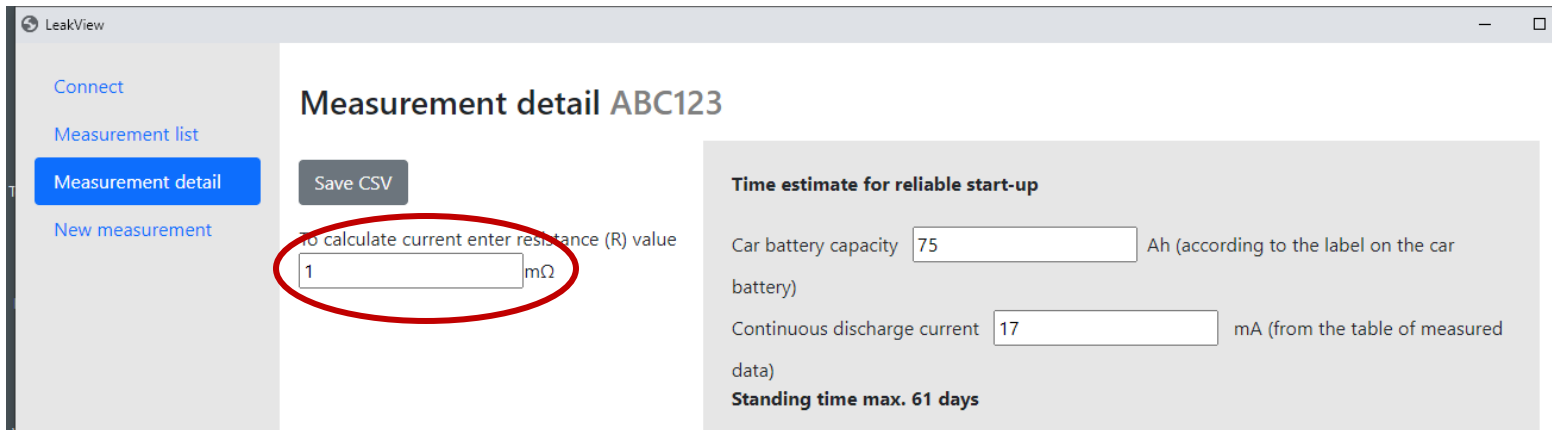 LeakView
Connect
Measurement list
Measurement detail
New measurement
Measurement detail ABC123
Save CSV
To calculate current enter resistance (R) value
1 mΩ
Time estimate for reliable start-up
Car battery capacity 75 Ah (according to the label on the car
battery)
Continuous discharge current 17 mA (from the table of measured
data)
Standing time max. 61 days